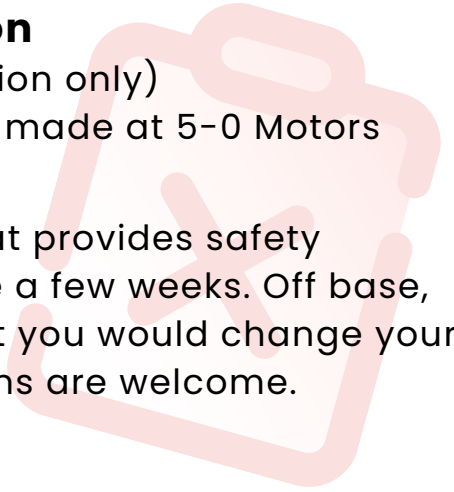 on
ion only)
made at 5-0 Motors
at provides safety
e a few weeks. Off base,
t you would change your
ns are welcome.